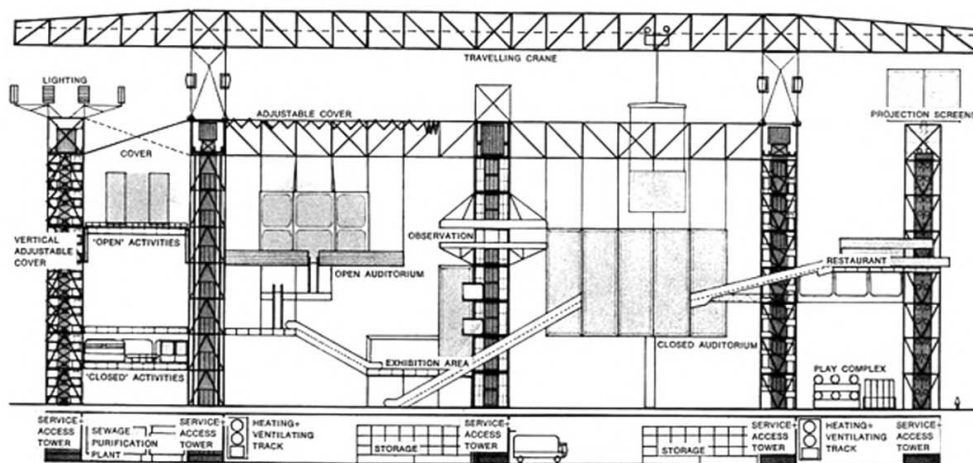 TRAVELLING CRANE
LIGHTING
ADJUSTABLE COVER
PROJECTION SCREENS
COVER
VERTICAL
ADJUSTABLE
COVER
'OPEN' ACTIVITIES
OBSERVATION
OPEN AUDITORIUM
RESTAURANT
CLOSED AUDITORIUM
EXHIBITION AREA
'CLOSED' ACTIVITIES
PLAY COMPLEX
SERVICE+
ACCESS
TOWER
SEWAGE
PURIFICATION
PLANT
SERVICE+
ACCESS
TOWER
HEATING+
VENTILATING
TRACK
STORAGE
SERVICE+
ACCESS
TOWER
STORAGE
SERVICE+
ACCESS
TOWER
HEATING+
VENTILATING
TRACK
SERVICE+
ACCESS
TOWER